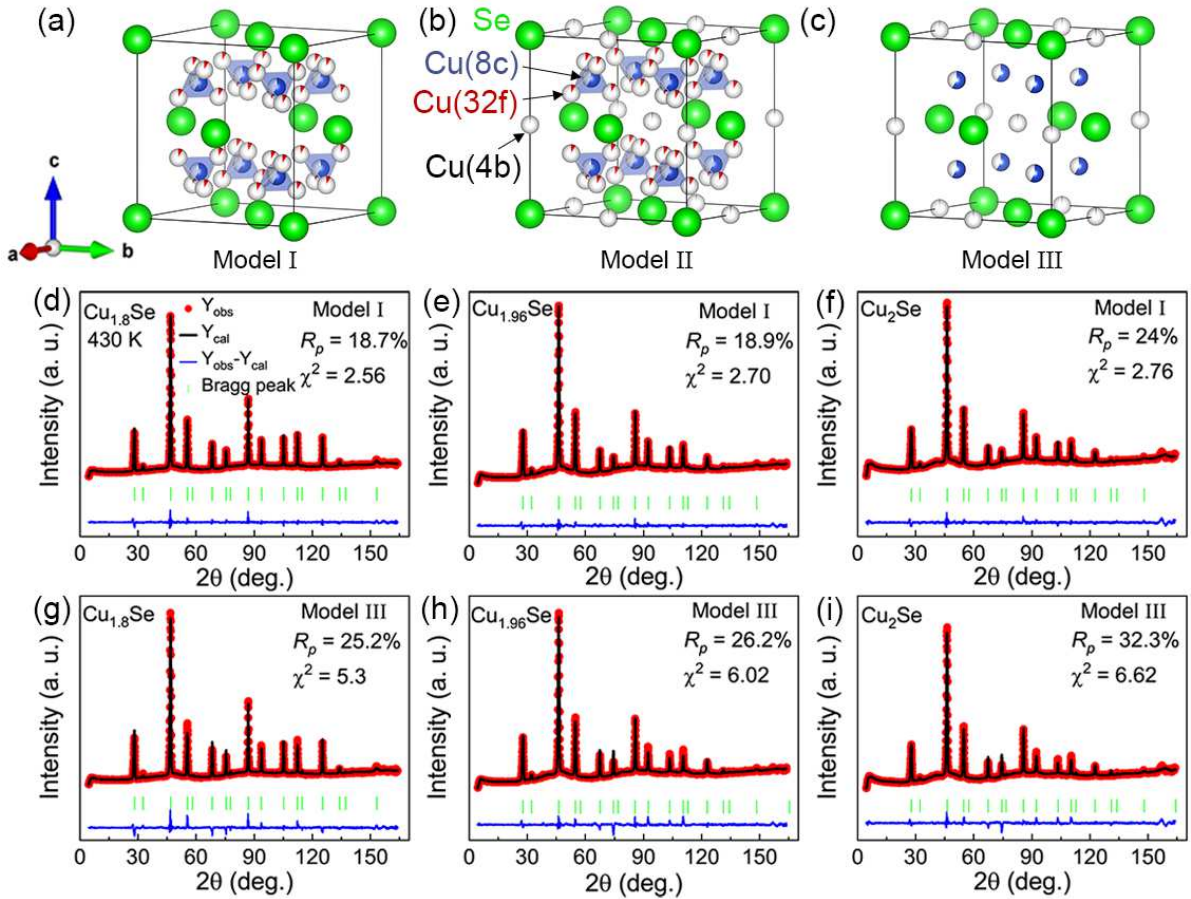 (a)
(b)
(c)
Se
Cu(8c)
Cu(32f)
Cu(4b)
c
a
b
Model I
Model II
Model III
(d)
Cu1.8Se
430 K
Yobs
Ycal
Yobs-Ycal
Bragg peak
Model I
Rp = 18.7%
χ2 = 2.56
Intensity (a. u.)
0 30 60 90 120 150
2θ (deg.)
(e)
Cu1.96Se
Model I
Rp = 18.9%
χ2 = 2.70
Intensity (a. u.)
0 30 60 90 120 150
2θ (deg.)
(f)
Cu2Se
Model I
Rp = 24%
χ2 = 2.76
Intensity (a. u.)
0 30 60 90 120 150
2θ (deg.)
(g)
Cu1.8Se
Model III
Rp = 25.2%
χ2 = 5.3
Intensity (a. u.)
0 30 60 90 120 150
2θ (deg.)
(h)
Cu1.96Se
Model III
Rp = 26.2%
χ2 = 6.02
Intensity (a. u.)
0 30 60 90 120 150
2θ (deg.)
(i)
Cu2Se
Model III
Rp = 32.3%
χ2 = 6.62
Intensity (a. u.)
0 30 60 90 120 150
2θ (deg.)